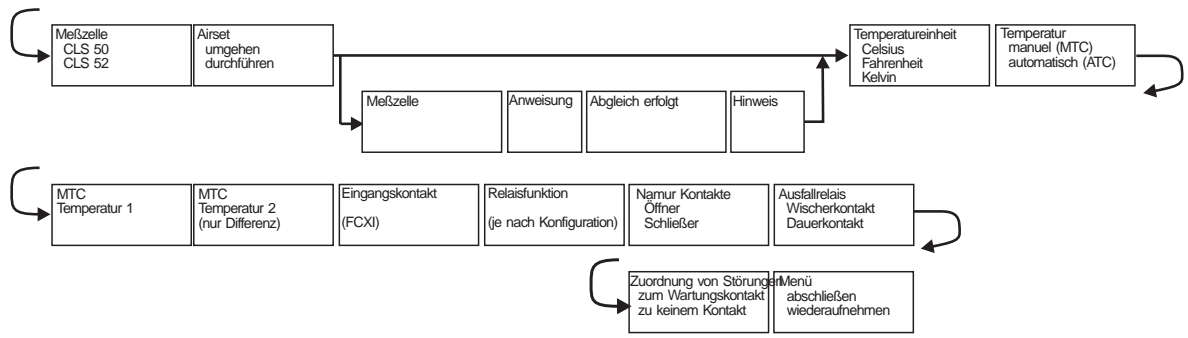 Meßzelle
CLS 50
CLS 52
Airset
umgehen
durchführen
Temperatureinheit
Celsius
Fahrenheit
Kelvin
Temperatur
manuel (MTC)
automatisch (ATC)
Meßzelle
Anweisung
Abgleich erfolgt
Hinweis
MTC
Temperatur 1
MTC
Temperatur 2
(nur Differenz)
Eingangskontakt
(FCXI)
Relaisfunktion
(je nach Konfiguration)
Namur Kontakte
Öffner
Schließer
Ausfallrelais
Wischerkontakt
Dauerkontakt
Zuordnung von Störungen
zum Wartungskontakt
zu keinem Kontakt
Menü
abschließen
wiederaufnehmen